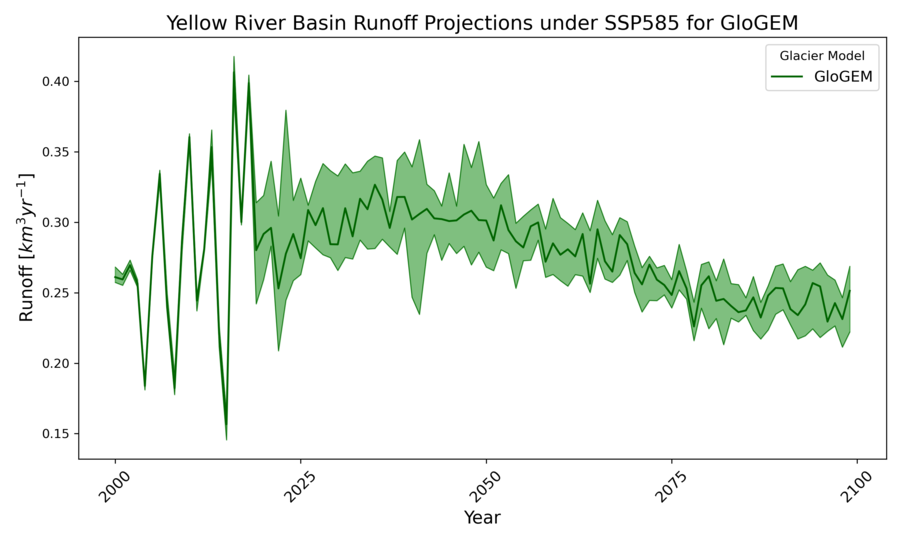 Yellow River Basin Runoff Projections under SSP585 for GloGEM
Glacier Model
GloGEM
0.40
0.35
0.30
0.25
0.20
0.15
Runoff [km³yr⁻¹]
2000
2025
2050
2075
2100
Year